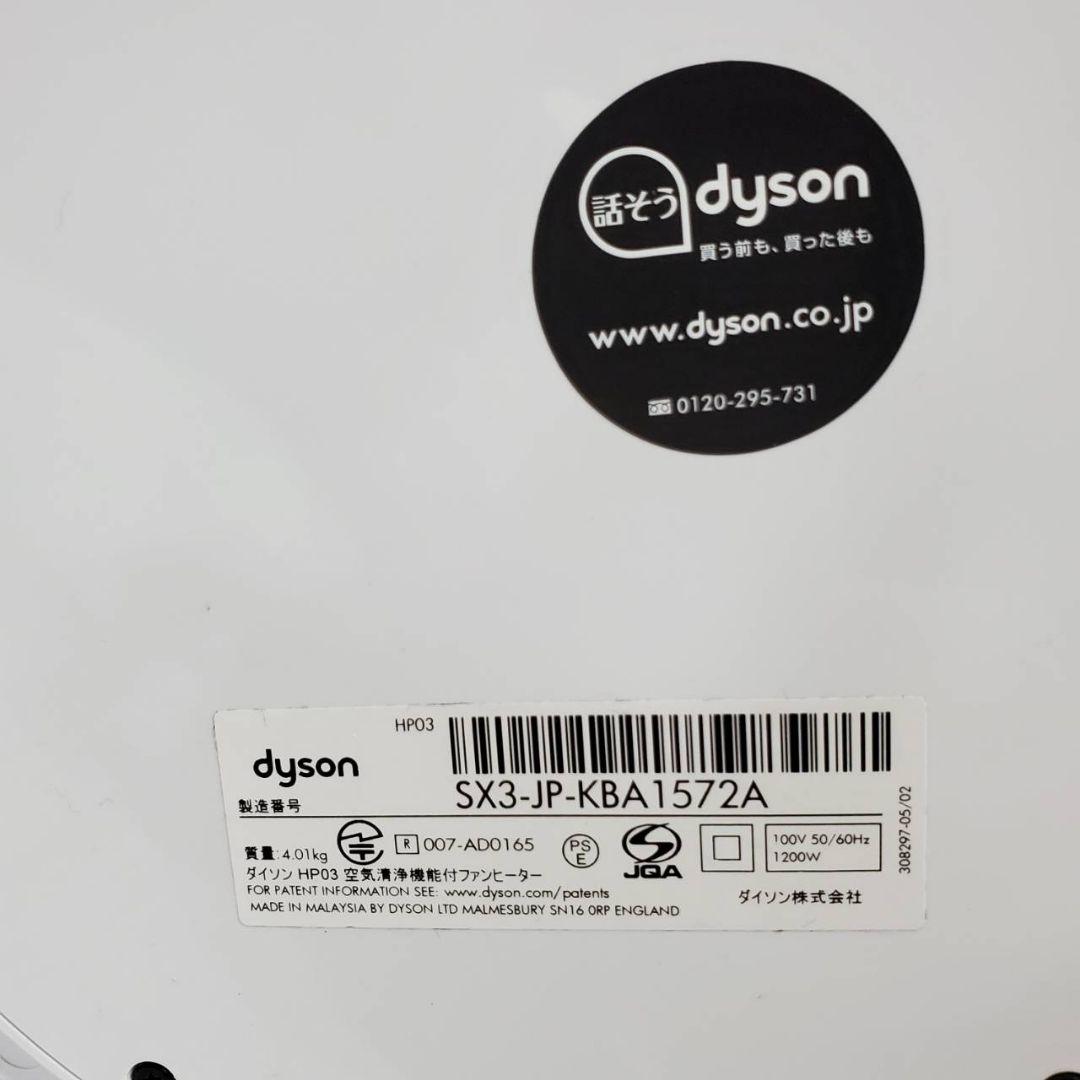 話そう dyson
買う前も、買った後も
www.dyson.co.jp
0120-295-731
HP03
dyson
製造番号
SX3-JP-KBA1572A
質量:4.01kg
R 007-AD0165
PS
E
JQA
100V 50/60Hz
1200W
ダイソン HP03 空気清浄機能付ファンヒーター
FOR PATENT INFORMATION SEE: www.dyson.com/patents
ダイソン株式会社
MADE IN MALAYSIA BY DYSON LTD MALMESBURY SN16 0RP ENGLAND
308297-05/02